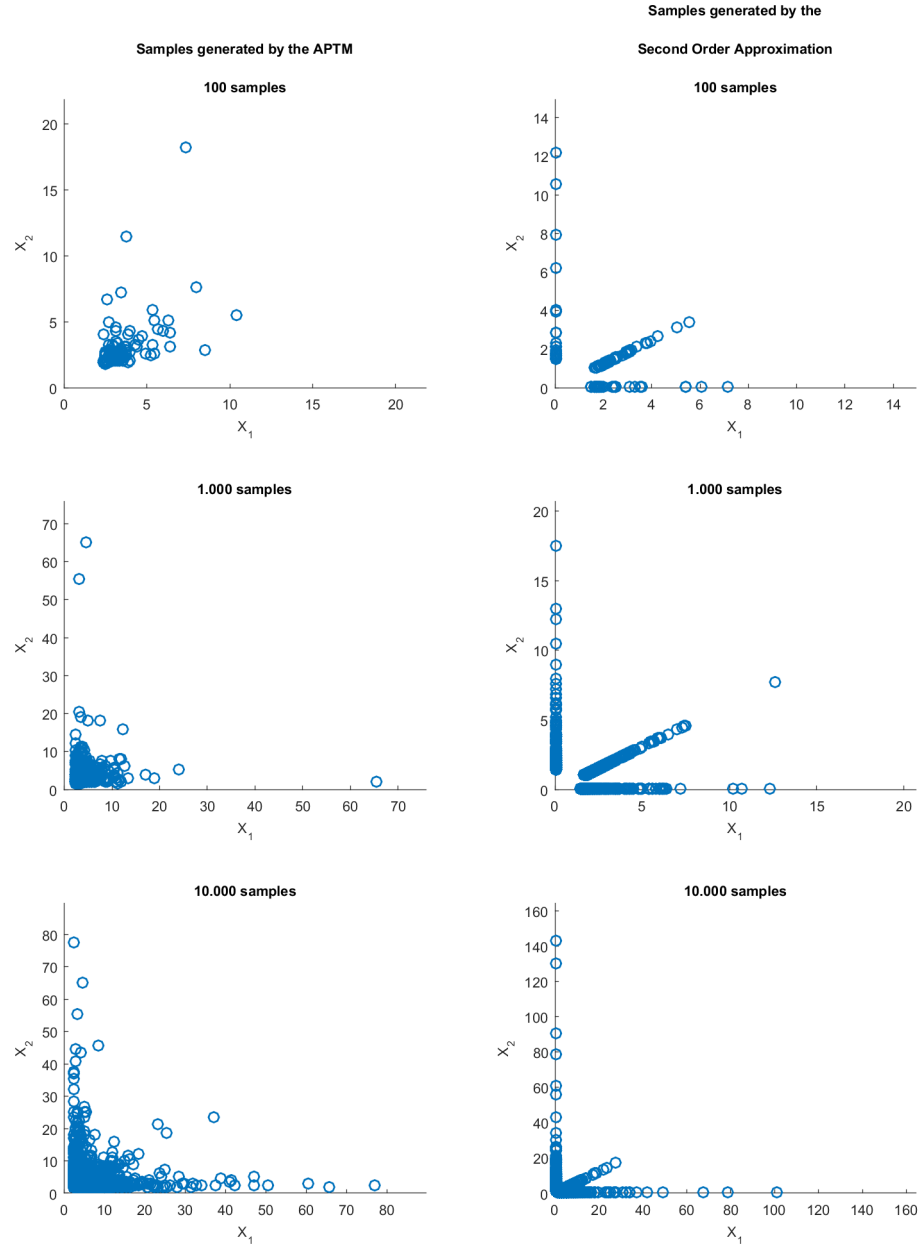 Samples generated by the APTM
Samples generated by the
Second Order Approximation
100 samples
20
15
10
5
0
X2
0 5 10 15 20
X1
100 samples
14
12
10
8
6
4
2
0
X2
0 2 4 6 8 10 12 14
X1
1.000 samples
70
60
50
40
30
20
10
0
X2
0 10 20 30 40 50 60 70
X1
1.000 samples
20
15
10
5
0
X2
0 5 10 15 20
X1
10.000 samples
80
70
60
50
40
30
20
10
0
X2
0 10 20 30 40 50 60 70 80
X1
10.000 samples
160
140
120
100
80
60
40
20
0
X2
0 20 40 60 80 100 120 140 160
X1